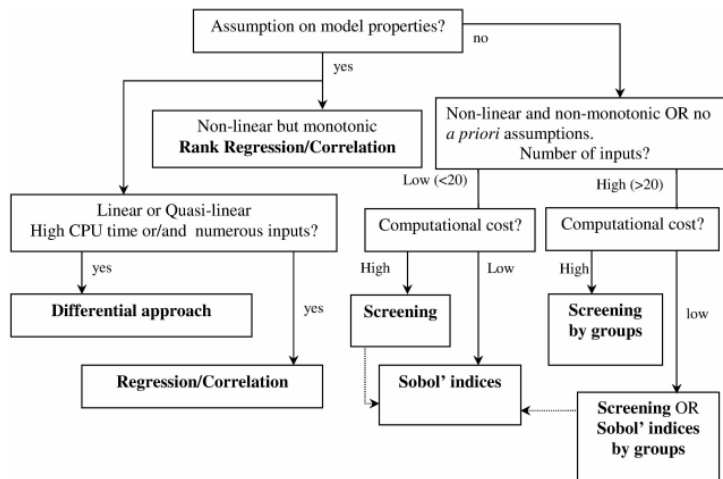 Assumption on model properties?
no
yes
Non-linear but monotonic
Rank Regression/Correlation
Non-linear and non-monotonic OR no
a priori assumptions.
Number of inputs?
Low (<20)
High (>20)
Linear or Quasi-linear
High CPU time or/and numerous inputs?
Computational cost?
Computational cost?
yes
High
Low
High
Differential approach
yes
Screening
Screening
by groups
low
Regression/Correlation
Sobol' indices
Screening OR
Sobol' indices
by groups